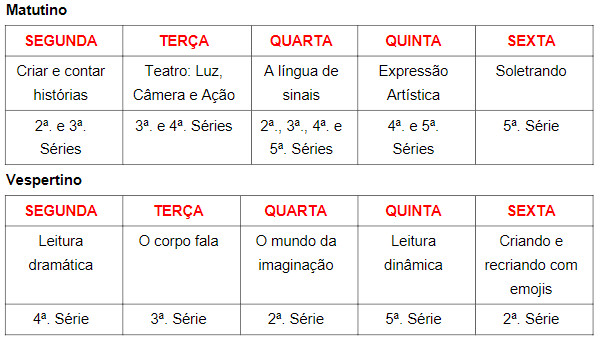 Matutino
SEGUNDA TERÇA QUARTA QUINTA SEXTA
Criar e contar Teatro: Luz, A língua de Expressão Soletrando
histórias Câmera e Ação sinais Artística
2ª. e 3ª. 3ª. e 4ª. Séries 2ª., 3ª., 4ª. e 4ª. e 5ª. 5ª. Série
Séries 5ª. Séries Séries
Vespertino
SEGUNDA TERÇA QUARTA QUINTA SEXTA
Leitura O corpo fala O mundo da Leitura Criando e
dramática imaginação dinâmica recriando com
emojis
4ª. Série 3ª. Série 2ª. Série 5ª. Série 2ª. Série